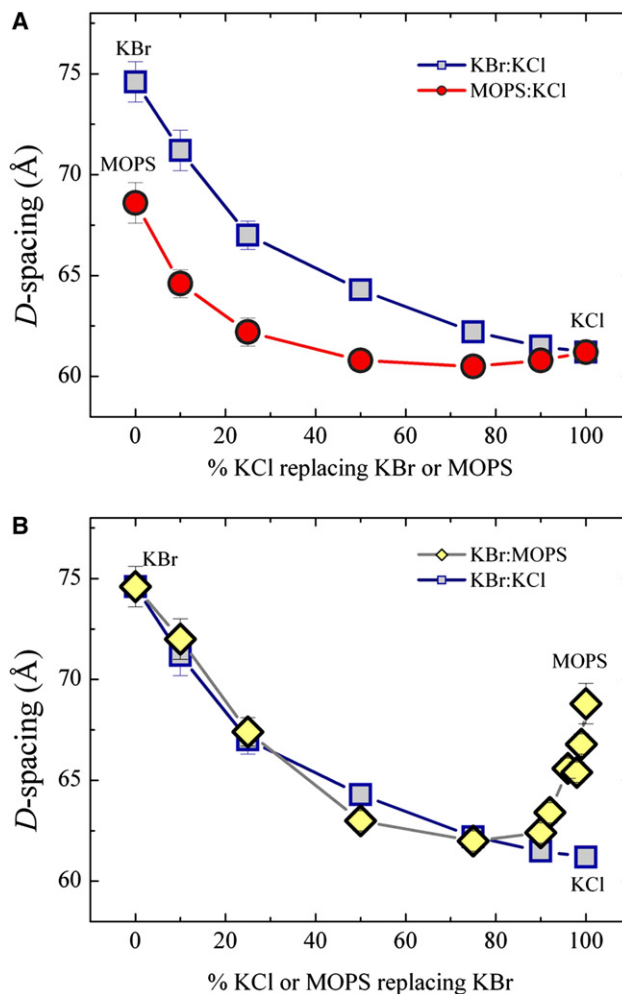 A
KBr
KBr:KCl
MOPS:KCl
75
MOPS
70
65
KCl
60
D-spacing (Å)
0 20 40 60 80 100
% KCl replacing KBr or MOPS
B
KBr
KBr:MOPS
KBr:KCl
75
MOPS
70
65
60
KCl
D-spacing (Å)
0 20 40 60 80 100
% KCl or MOPS replacing KBr